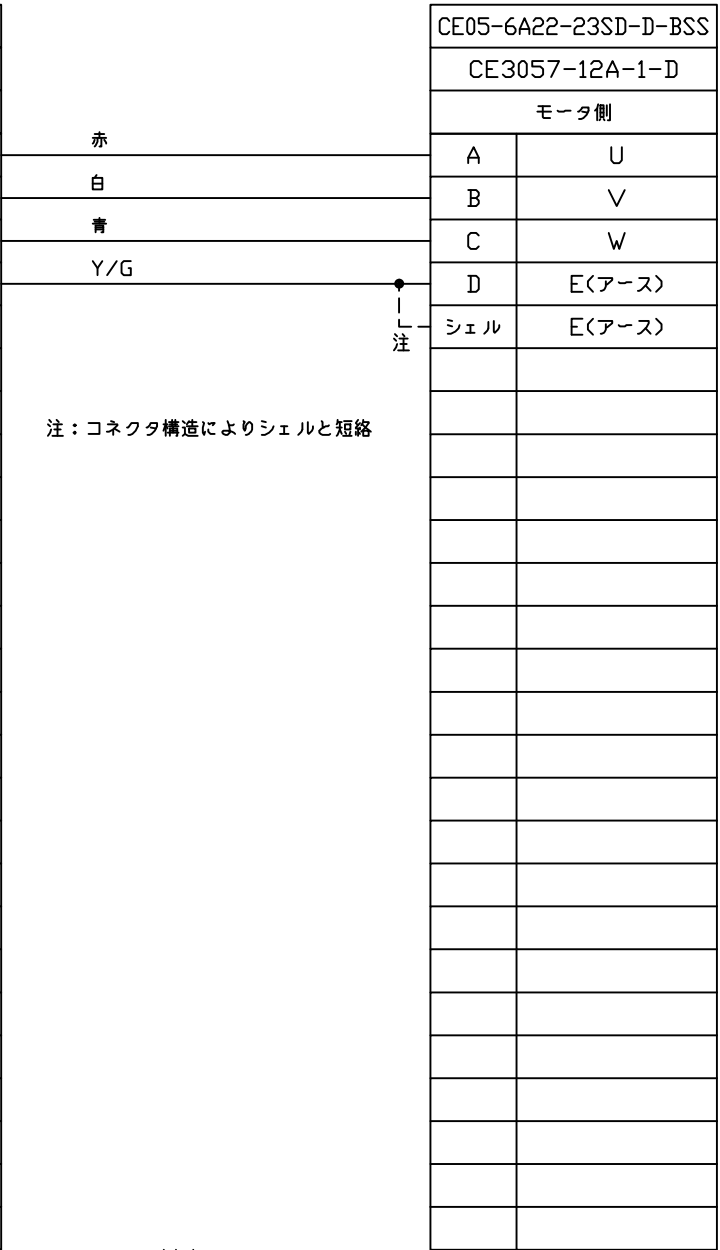 CE05-6A22-23SD-D-BSS
CE3057-12A-1-D
モータ側
赤 A U
白 B V
青 C W
Y/G D E(アース)
シェル E(アース)
注
注：コネクタ構造によりシェルと短絡